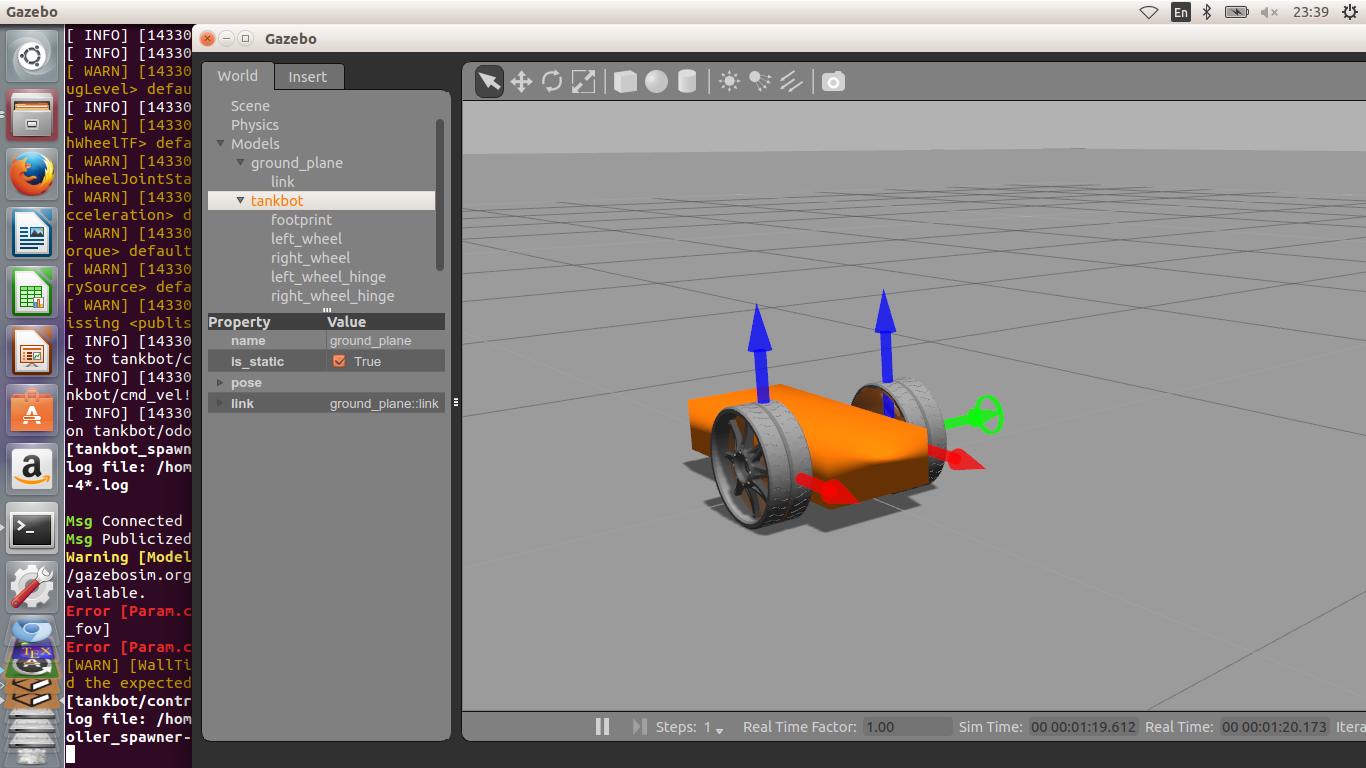 Gazebo
En
23:39
[ INFO] [14330
[ INFO] [14330
[ WARN] [14330
ugLevel> defau
[ INFO] [14330
[ WARN] [14330
hWheelTF> defa
[ WARN] [14330
hWheelJointSta
[ WARN] [14330
cceleration> d
[ WARN] [14330
orque> default
[ WARN] [14330
rySource> defa
[ WARN] [14330
issing <publis
[ INFO] [14330
e to tankbot/c
[ INFO] [14330
nkbot/cmd_vel!
[ INFO] [14330
on tankbot/odo
[tankbot_spawn
log file: /hom
-4*.log
Msg Connected
Msg Publicized
Warning [Model
/gazebosim.org
vailable.
Error [Param.c
_fov]
Error [Param.c
[WARN] [WallTi
d the expected
[tankbot/contr
log file: /hom
oller_spawner-
Gazebo
World
Insert
Scene
Physics
Models
ground_plane
link
tankbot
footprint
left_wheel
right_wheel
left_wheel_hinge
right_wheel_hinge
Property Value
name ground_plane
is_static True
pose
link ground_plane::link
Steps: 1 Real Time Factor: 1.00 Sim Time: 00 00:01:19.612 Real Time: 00 00:01:20.173 Itera